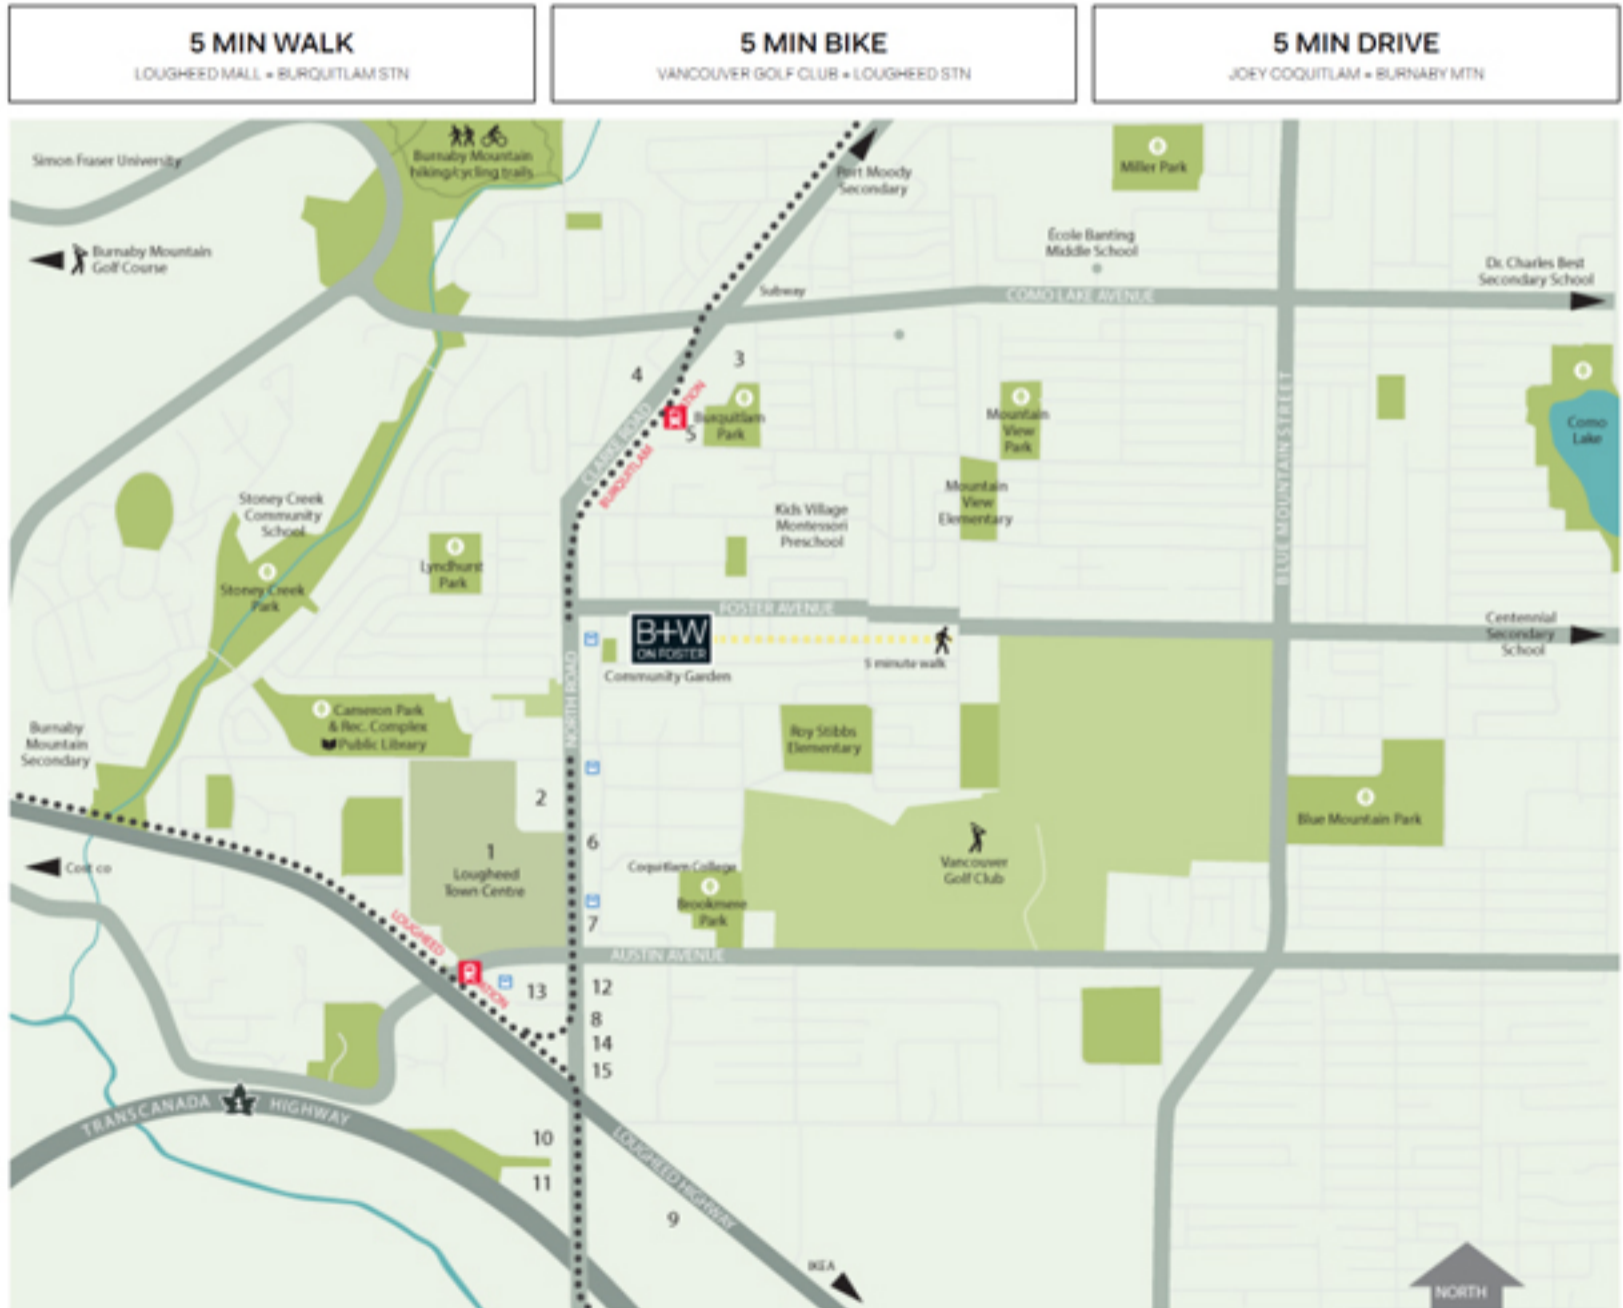 5 MIN WALK
LOUGHEED MALL • BURQUITLAM STN
5 MIN BIKE
VANCOUVER GOLF CLUB • LOUGHEED STN
5 MIN DRIVE
JOEY COQUITLAM • BURNABY MTN
Simon Fraser University
Burnaby Mountain
hiking/cycling trails
Port Moody
Secondary
Miller Park
École Banting
Middle School
Burnaby Mountain
Golf Course
Dr. Charles Best
Secondary School
Subway
COMO LAKE AVENUE
3
4
BURQUITLAM STATION
5
Burquitlam
Park
CLARKE ROAD
Mountain
View
Park
BLUE MOUNTAIN STREET
Como
Lake
Mountain
View
Elementary
Stoney Creek
Community
School
Kids Village
Montessori
Preschool
Lyndhurst
Park
Stoney Creek
Park
FOSTER AVENUE
B+W
ON FOSTER
5 minute walk
Community Garden
Centennial
Secondary
School
NORTH ROAD
Cameron Park
& Rec. Complex
Public Library
Burnaby
Mountain
Secondary
Roy Stibbs
Elementary
2
Blue Mountain Park
6
1
Lougheed
Town Centre
Cost co
Coquitlam College
Brookmere
Park
Vancouver
Golf Club
7
LOUGHEED STATION
AUSTIN AVENUE
13
12
8
14
15
TRANSCANADA HIGHWAY
1
10
11
LOUGHEED HIGHWAY
9
IKEA
NORTH